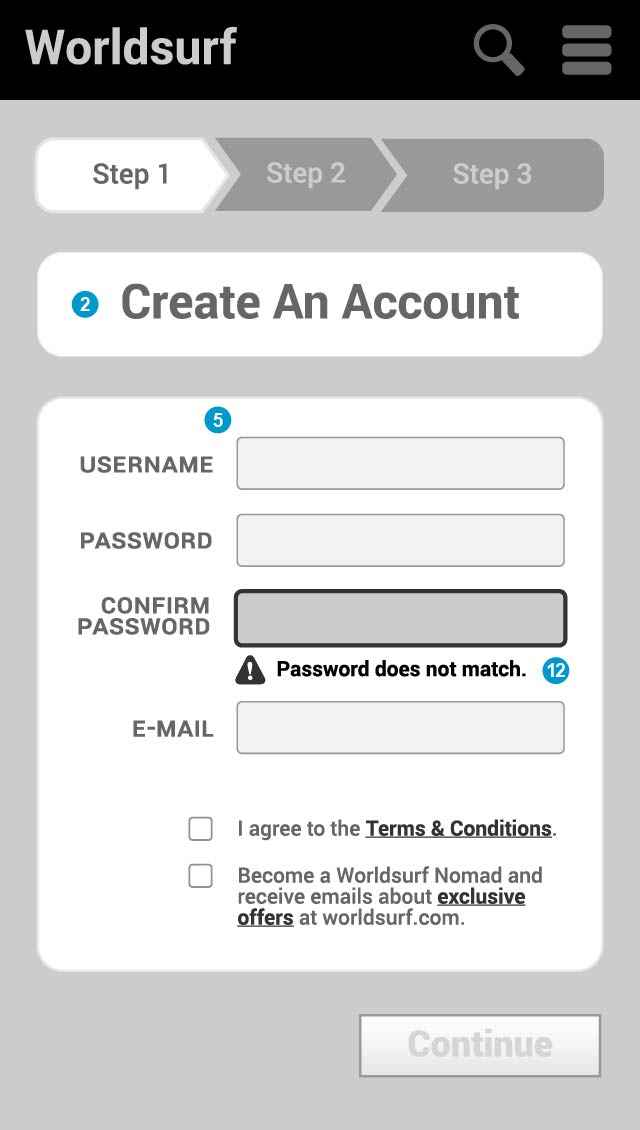 Worldsurf
Step 1
Step 2
Step 3
2 Create An Account
5
USERNAME
PASSWORD
CONFIRM
PASSWORD
Password does not match. 12
E-MAIL
I agree to the Terms & Conditions.
Become a Worldsurf Nomad and
receive emails about exclusive
offers at worldsurf.com.
Continue